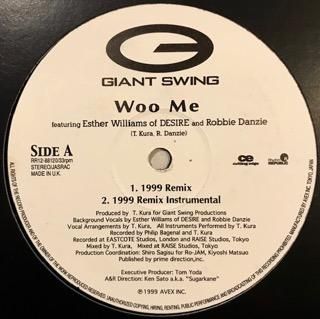 GIANT SWING
Woo Me
featuring Esther Williams of DESIRE and Robbie Danzie
(T. Kura, R. Danzie)
SIDE A
RR12-88120/33rpm
STEREO/JASRAC
MADE IN U.K.
ce
cutting edge
Rhythm REPUBLIC
1. 1999 Remix
2. 1999 Remix Instrumental
Produced by T. Kura for Giant Swing Productions
Background Vocals by Esther Williams of DESIRE and Robbie Danzie
Vocal Arrangements by T. Kura, All Instruments Performed by T. Kura
Recorded by Philip Bagenal and T. Kura
Recorded at EASTCOTE Studios, London and RAISE Studios, Tokyo
Mixed by T. Kura, Mixed at RAISE Studios, Tokyo
Production Coordination: Shiro Sagisu for Ro-JAM, Kiyoshi Matsuo
Published by prime direction,inc.
Executive Producer: Tom Yoda
A&R Direction: Ken Sato a.k.a. "Sugarkane"
℗1999 AVEX INC.